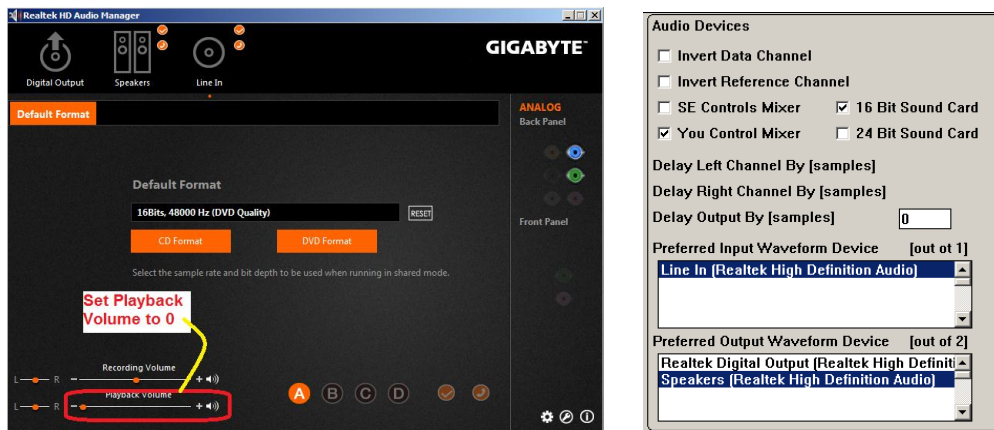 Realtek HD Audio Manager
GIGABYTE™
Digital Output
Speakers
Line In
Default Format
ANALOG
Back Panel
Default Format
16Bits, 48000 Hz (DVD Quality)
RESET
CD Format
DVD Format
Front Panel
Select the sample rate and bit depth to be used when running in shared mode.
Set Playback
Volume to 0
Recording Volume
L R - +
Playback Volume
L R - +
A B C D
Audio Devices
Invert Data Channel
Invert Reference Channel
SE Controls Mixer
16 Bit Sound Card
You Control Mixer
24 Bit Sound Card
Delay Left Channel By [samples]
Delay Right Channel By [samples]
Delay Output By [samples]
0
Preferred Input Waveform Device [out ot 1]
Line In (Realtek High Definition Audio)
Preferred Output Waveform Device [out of 2]
Realtek Digital Output (Realtek High Definiti
Speakers (Realtek High Definition Audio)